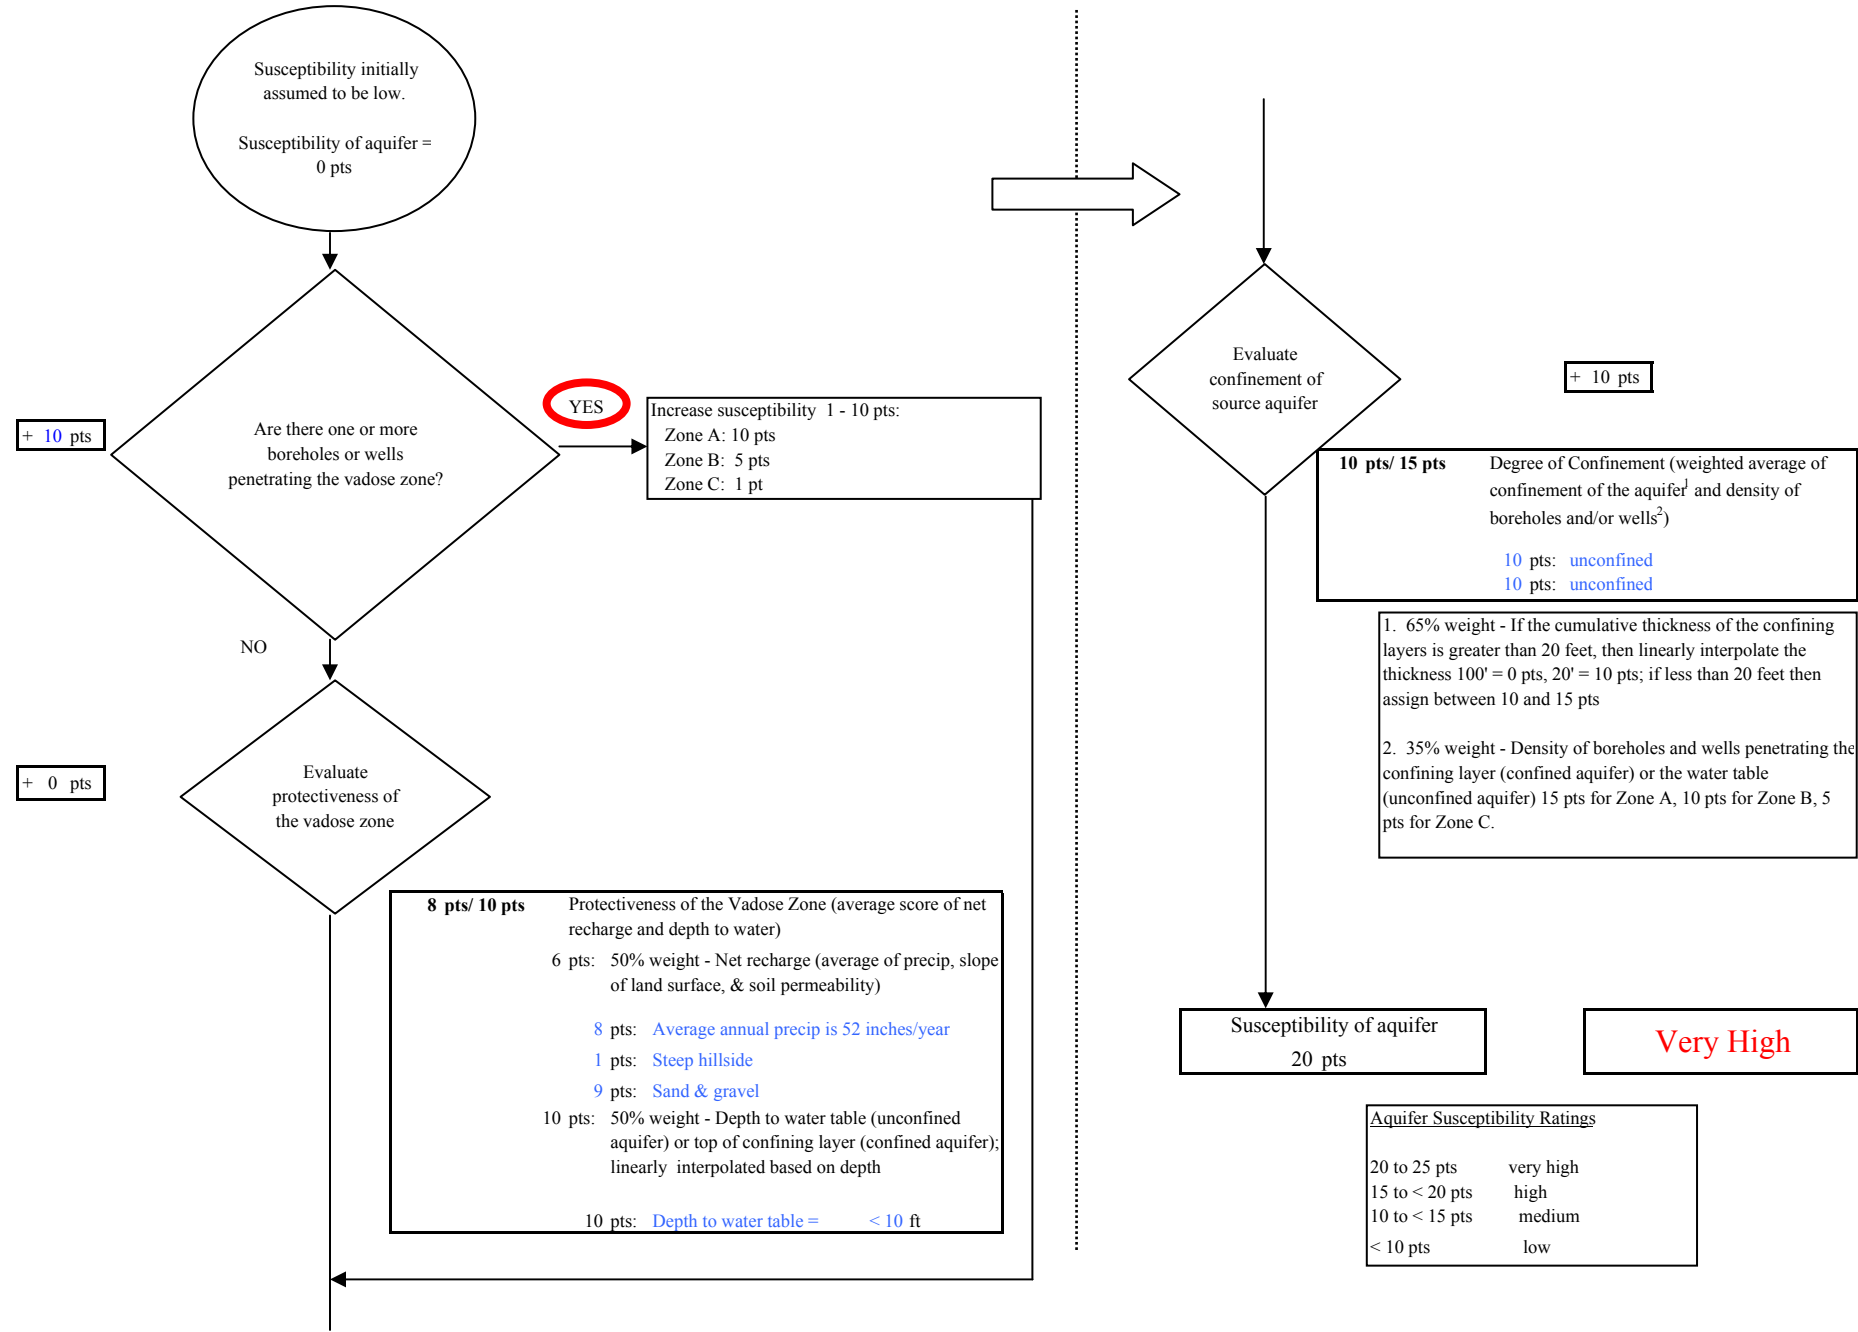 Susceptibility initially
assumed to be low.
Susceptibility of aquifer =
0 pts
+ 10 pts
Are there one or more
boreholes or wells
penetrating the vadose zone?
YES
Increase susceptibility 1 - 10 pts:
Zone A: 10 pts
Zone B: 5 pts
Zone C: 1 pt
NO
+ 0 pts
Evaluate
protectiveness of
the vadose zone
8 pts/ 10 pts Protectiveness of the Vadose Zone (average score of net
recharge and depth to water)
6 pts: 50% weight - Net recharge (average of precip, slope
of land surface, & soil permeability)
8 pts: Average annual precip is 52 inches/year
1 pts: Steep hillside
9 pts: Sand & gravel
10 pts: 50% weight - Depth to water table (unconfined
aquifer) or top of confining layer (confined aquifer);
linearly interpolated based on depth
10 pts: Depth to water table = < 10 ft
Evaluate
confinement of
source aquifer
+ 10 pts
10 pts/ 15 pts Degree of Confinement (weighted average of
confinement of the aquifer1 and density of
boreholes and/or wells2)
10 pts: unconfined
10 pts: unconfined
1. 65% weight - If the cumulative thickness of the confining
layers is greater than 20 feet, then linearly interpolate the
thickness 100' = 0 pts, 20' = 10 pts; if less than 20 feet then
assign between 10 and 15 pts
2. 35% weight - Density of boreholes and wells penetrating the
confining layer (confined aquifer) or the water table
(unconfined aquifer) 15 pts for Zone A, 10 pts for Zone B, 5
pts for Zone C.
Susceptibility of aquifer
20 pts
Very High
Aquifer Susceptibility Ratings
20 to 25 pts very high
15 to < 20 pts high
10 to < 15 pts medium
< 10 pts low